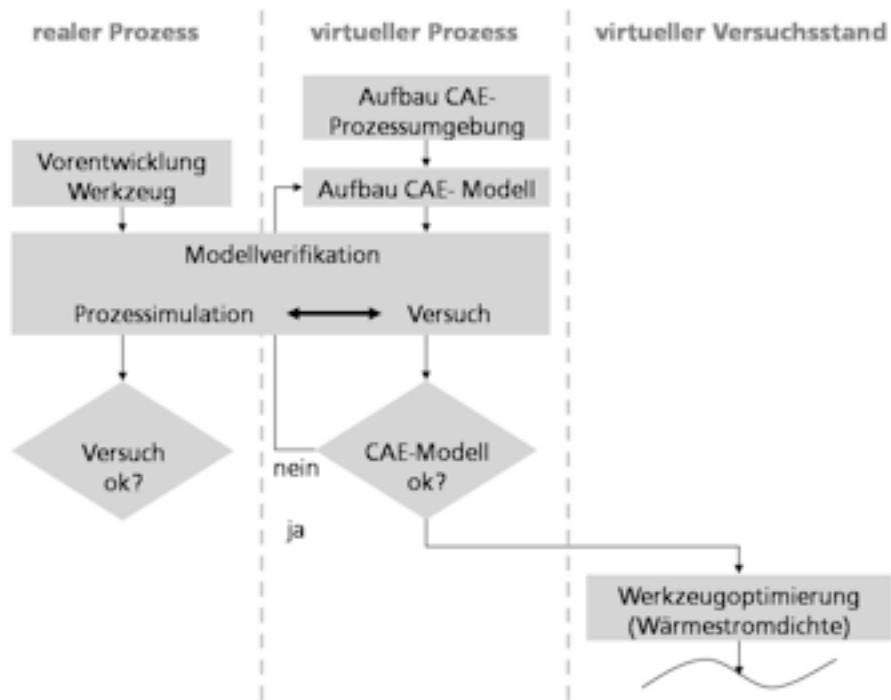 realer Prozess
virtueller Prozess
virtueller Versuchsstand
Aufbau CAE-
Prozessumgebung
Vorentwicklung
Werkzeug
Aufbau CAE- Modell
Modellverifikation
Prozessimulation
Versuch
Versuch
ok?
CAE-Modell
ok?
nein
ja
Werkzeugoptimierung
(Wärmestromdichte)